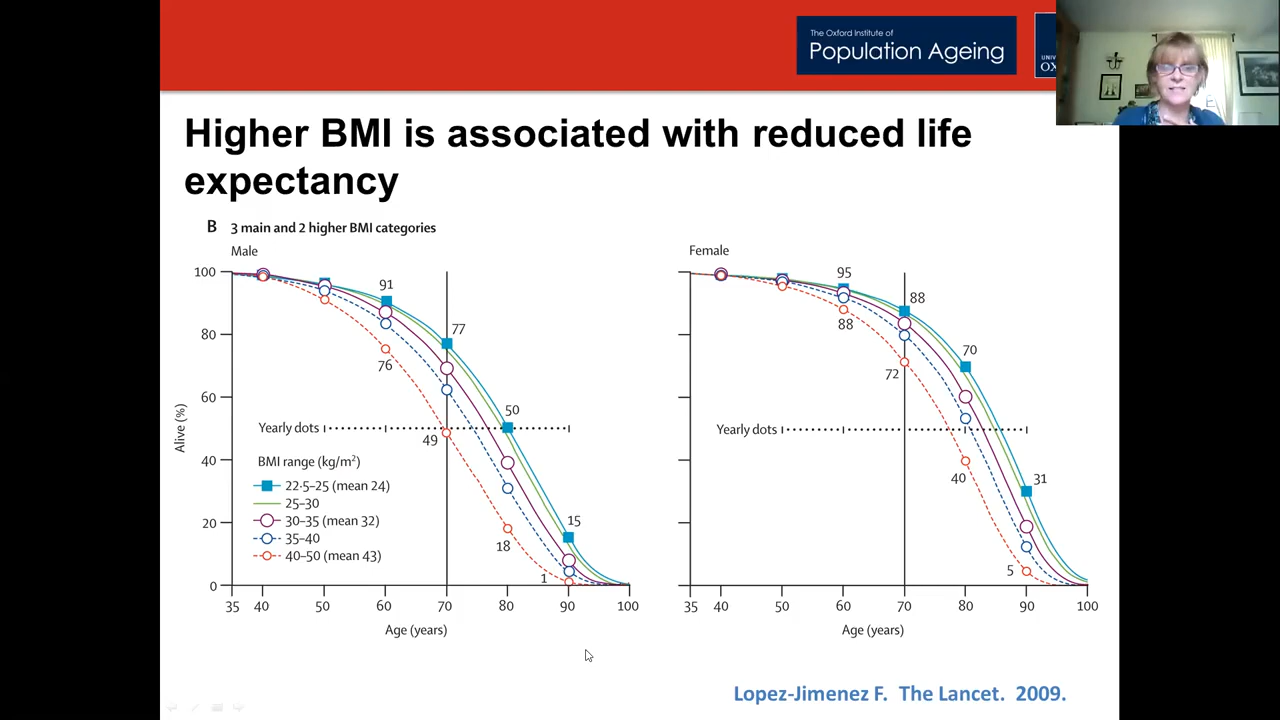 The Oxford Institute of
Population Ageing
UNIV
OX
Higher BMI is associated with reduced life
expectancy
B 3 main and 2 higher BMI categories
Male
100
80
60
40
20
0
Alive (%)
91
77
76
50
49
18
15
1
Yearly dots
BMI range (kg/m²)
22·5–25 (mean 24)
25–30
30–35 (mean 32)
35–40
40–50 (mean 43)
35 40 50 60 70 80 90 100
Age (years)
Female
95
88
88
72
70
40
31
5
Yearly dots
35 40 50 60 70 80 90 100
Age (years)
Lopez-Jimenez F. The Lancet. 2009.